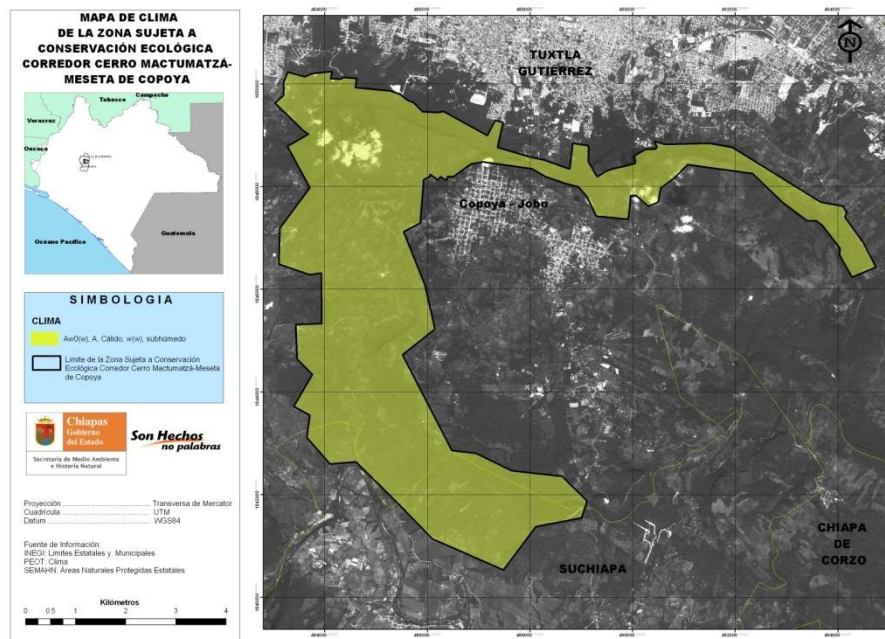 MAPA DE CLIMA
DE LA ZONA SUJETA A
CONSERVACIÓN ECOLÓGICA
CORREDOR CERRO MACTUMATZÁ-
MESETA DE COPOYA
Campeche
Tabasco
Veracruz
Oaxaca
Guatemala
Océano Pacífico
SIMBOLOGIA
CLIMA
Aw0(w), A, Cálido, w(w), subhúmedo
Limite de la Zona Sujeta a Conservación
Ecológica Corredor Cerro Mactumatzá-Meseta
de Copoya
Chiapas
Gobierno
del Estado
Secretaría de Medio Ambiente
e Historia Natural
Son Hechos
no palabras
Proyección ........................ Transversa de Mercator
Cuadrícula ........................ UTM
Datum ........................ WGS84
Fuente de Información:
INEGI: Limites Estatales y Municipales
PEOT: Clima
SEMAHN: Áreas Naturales Protegidas Estatales
Kilómetros
0 0.5 1 2 3 4
TUXTLA
GUTIÉRREZ
N
Copoya - Jobo
SUCHIAPA
CHIAPA
DE
CORZO